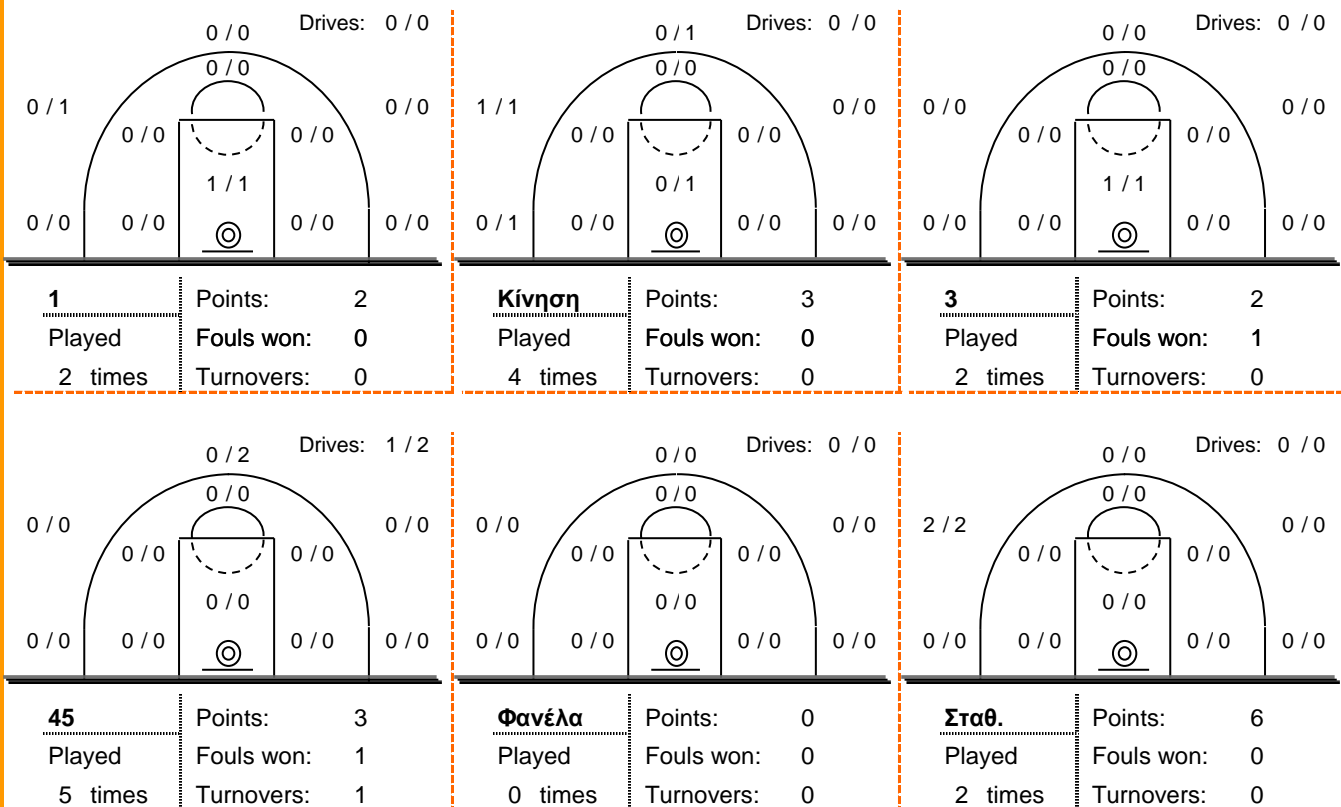 Drives: 0 / 0
0 / 0
0 / 0
0 / 1 0 / 0
0 / 0 0 / 0
1 / 1
0 / 0 0 / 0 0 / 0 0 / 0
1 Points: 2
Played Fouls won: 0
2 times Turnovers: 0
Drives: 0 / 0
0 / 1
0 / 0
1 / 1 0 / 0
0 / 0 0 / 0
0 / 1
0 / 1 0 / 0 0 / 0 0 / 0
Κίνηση Points: 3
Played Fouls won: 0
4 times Turnovers: 0
Drives: 0 / 0
0 / 0
0 / 0
0 / 0 0 / 0
0 / 0 0 / 0
1 / 1
0 / 0 0 / 0 0 / 0 0 / 0
3 Points: 2
Played Fouls won: 1
2 times Turnovers: 0
Drives: 1 / 2
0 / 2
0 / 0
0 / 0 0 / 0
0 / 0 0 / 0
0 / 0
0 / 0 0 / 0 0 / 0 0 / 0
45 Points: 3
Played Fouls won: 1
5 times Turnovers: 1
Drives: 0 / 0
0 / 0
0 / 0
0 / 0 0 / 0
0 / 0 0 / 0
0 / 0
0 / 0 0 / 0 0 / 0 0 / 0
Φανέλα Points: 0
Played Fouls won: 0
0 times Turnovers: 0
Drives: 0 / 0
0 / 0
0 / 0
2 / 2 0 / 0
0 / 0 0 / 0
0 / 0
0 / 0 0 / 0 0 / 0 0 / 0
Σταθ. Points: 6
Played Fouls won: 0
2 times Turnovers: 0